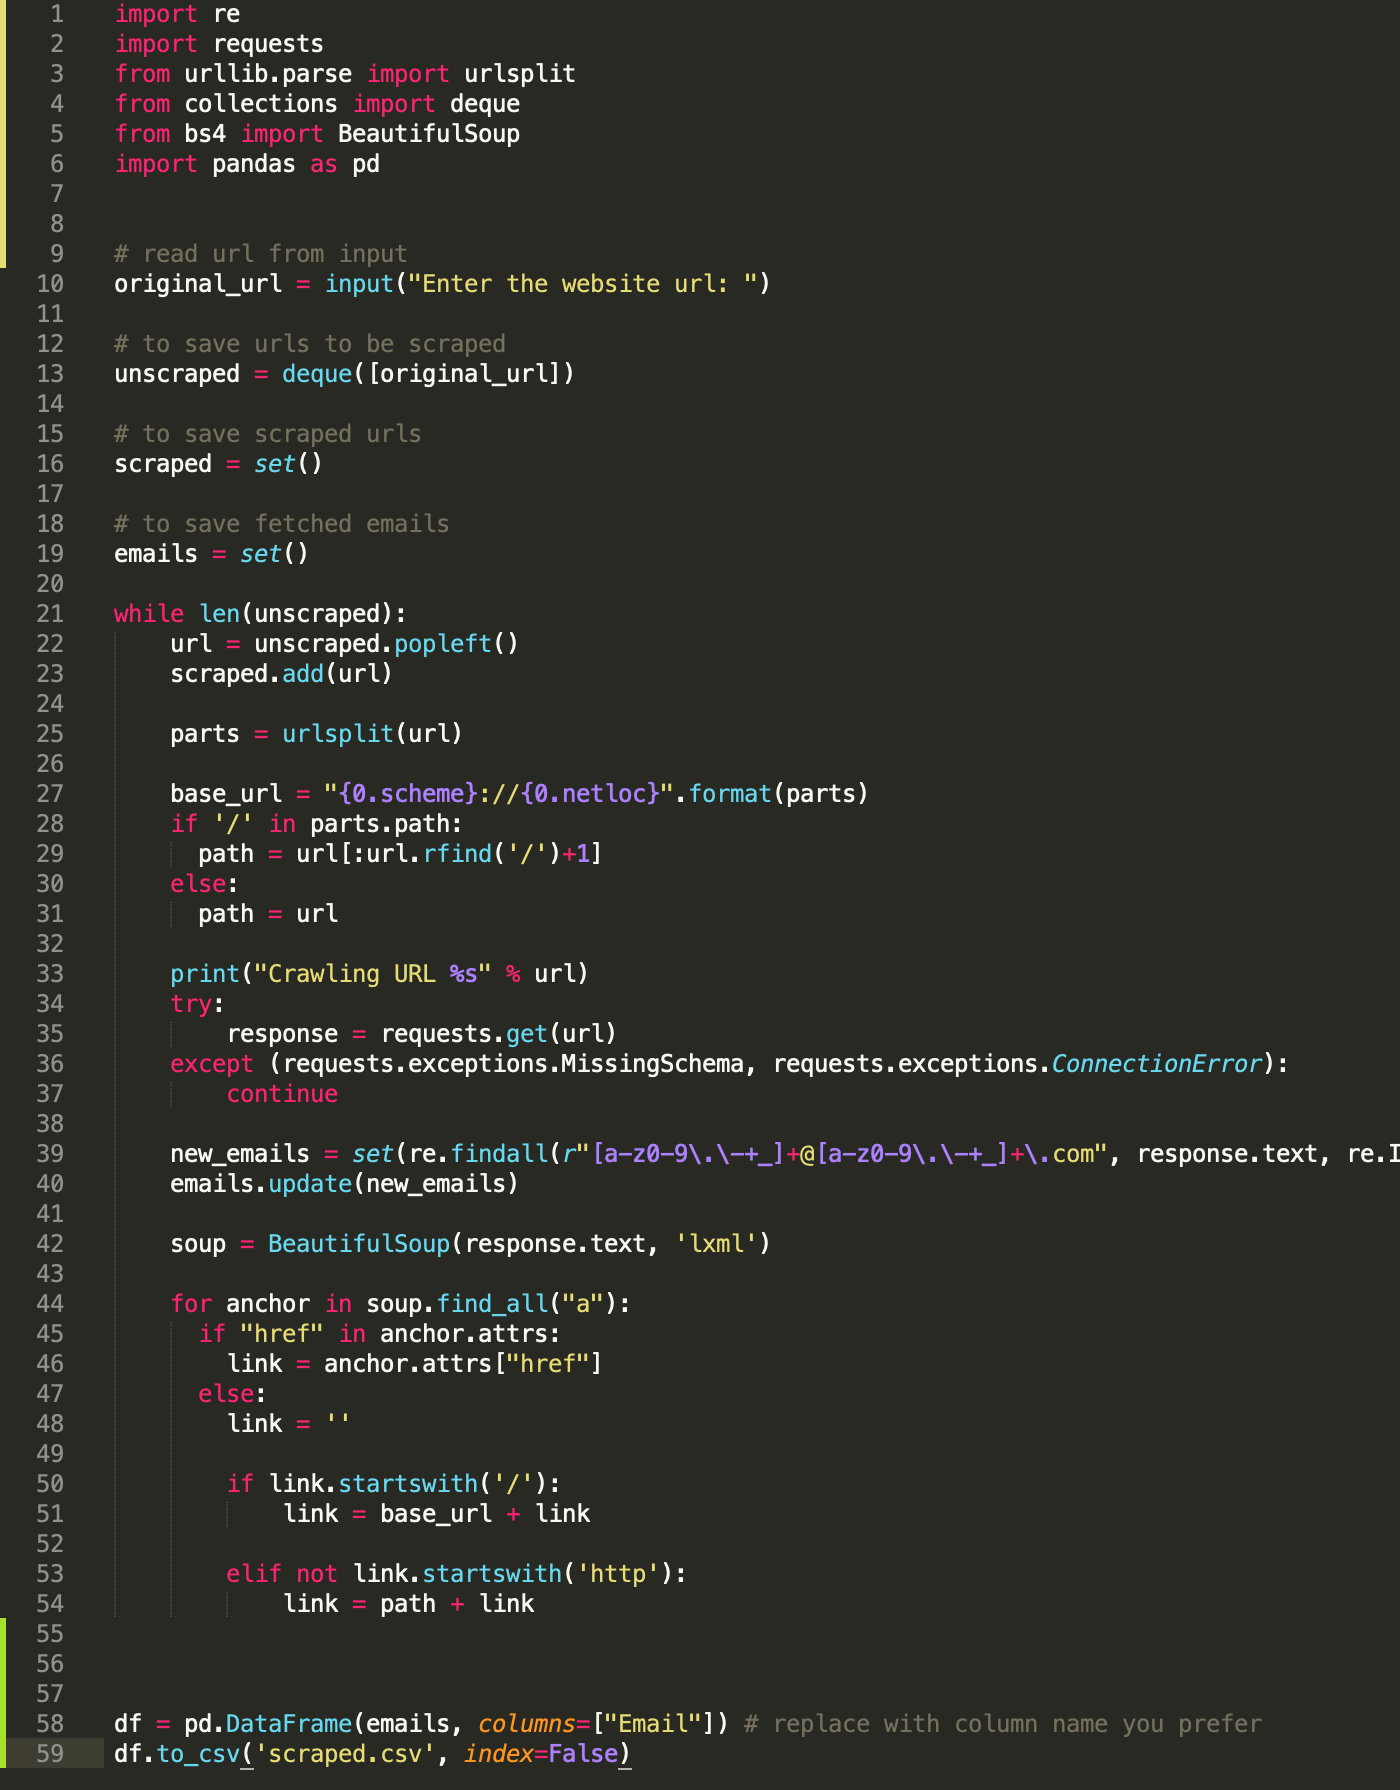 1 import re
2 import requests
3 from urllib.parse import urlsplit
4 from collections import deque
5 from bs4 import BeautifulSoup
6 import pandas as pd
7
8
9 # read url from input
10 original_url = input("Enter the website url: ")
11
12 # to save urls to be scraped
13 unscraped = deque([original_url])
14
15 # to save scraped urls
16 scraped = set()
17
18 # to save fetched emails
19 emails = set()
20
21 while len(unscraped):
22     url = unscraped.popleft()
23     scraped.add(url)
24
25     parts = urlsplit(url)
26
27     base_url = "{0.scheme}://{0.netloc}".format(parts)
28     if '/' in parts.path:
29       path = url[:url.rfind('/')+1]
30     else:
31       path = url
32
33     print("Crawling URL %s" % url)
34     try:
35         response = requests.get(url)
36     except (requests.exceptions.MissingSchema, requests.exceptions.ConnectionError):
37         continue
38
39     new_emails = set(re.findall(r"[a-z0-9\.\-+_]+@[a-z0-9\.\-+_]+\.com", response.text, re.I
40     emails.update(new_emails)
41
42     soup = BeautifulSoup(response.text, 'lxml')
43
44     for anchor in soup.find_all("a"):
45       if "href" in anchor.attrs:
46         link = anchor.attrs["href"]
47       else:
48         link = ''
49
50         if link.startswith('/'):
51             link = base_url + link
52
53         elif not link.startswith('http'):
54             link = path + link
55
56
57
58 df = pd.DataFrame(emails, columns=["Email"]) # replace with column name you prefer
59 df.to_csv('scraped.csv', index=False)